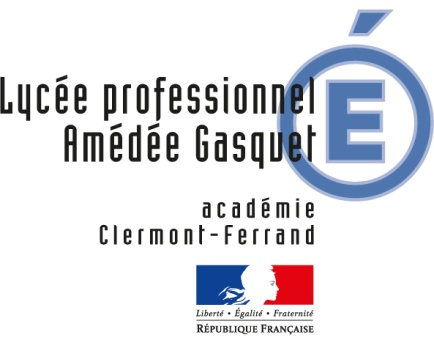 Lycée professionnel
Amédée Gasquet
É
académie
Clermont-Ferrand
Liberté • Égalité • Fraternité
RÉPUBLIQUE FRANÇAISE